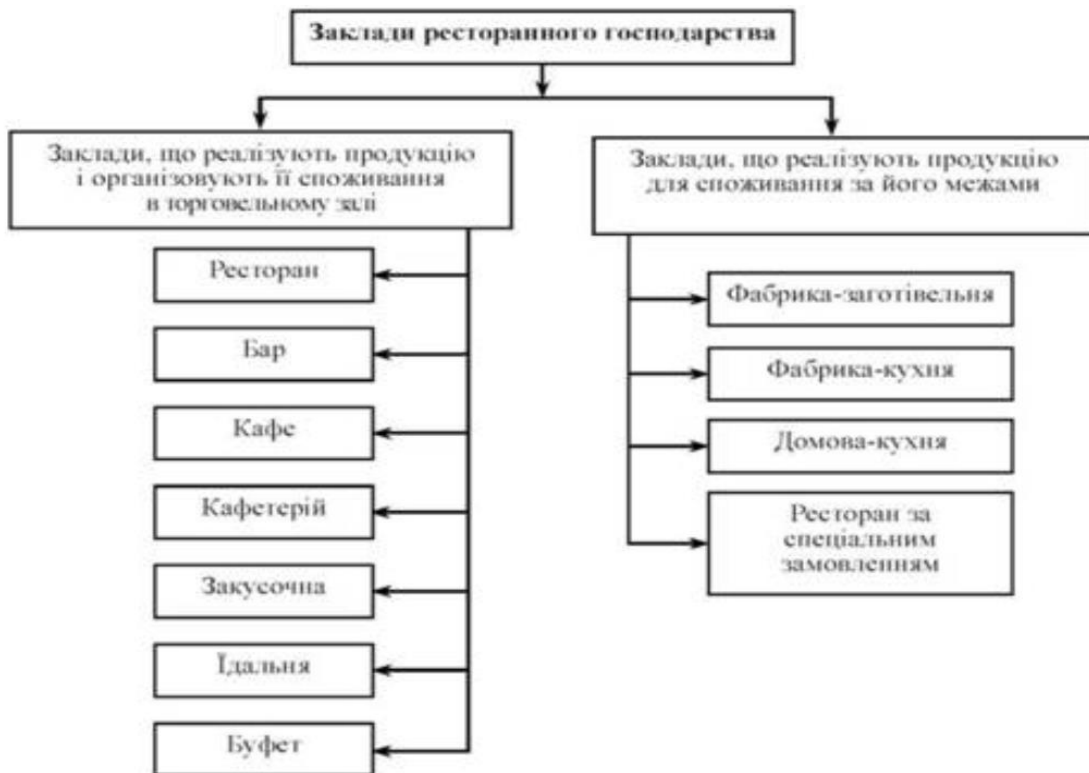 Заклади ресторанного господарства
Заклади, що реалізують продукцію
і організовують її споживання
в торговельному залі
Ресторан
Бар
Кафе
Кафетерій
Закусочна
Їдальня
Буфет
Заклади, що реалізують продукцію
для споживання за його межами
Фабрика-заготівельня
Фабрика-кухня
Домова-кухня
Ресторан за
спеціальним
замовленням